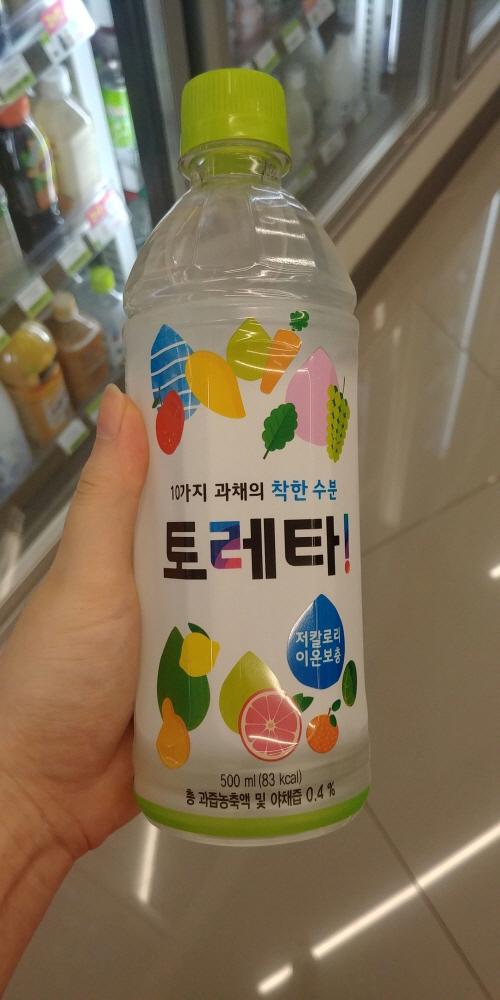 10가지 과채의 착한 수분
토레타!
저칼로리
이온보충
500 ml (83 kcal)
총 과즙농축액 및 야채즙 0.4 %